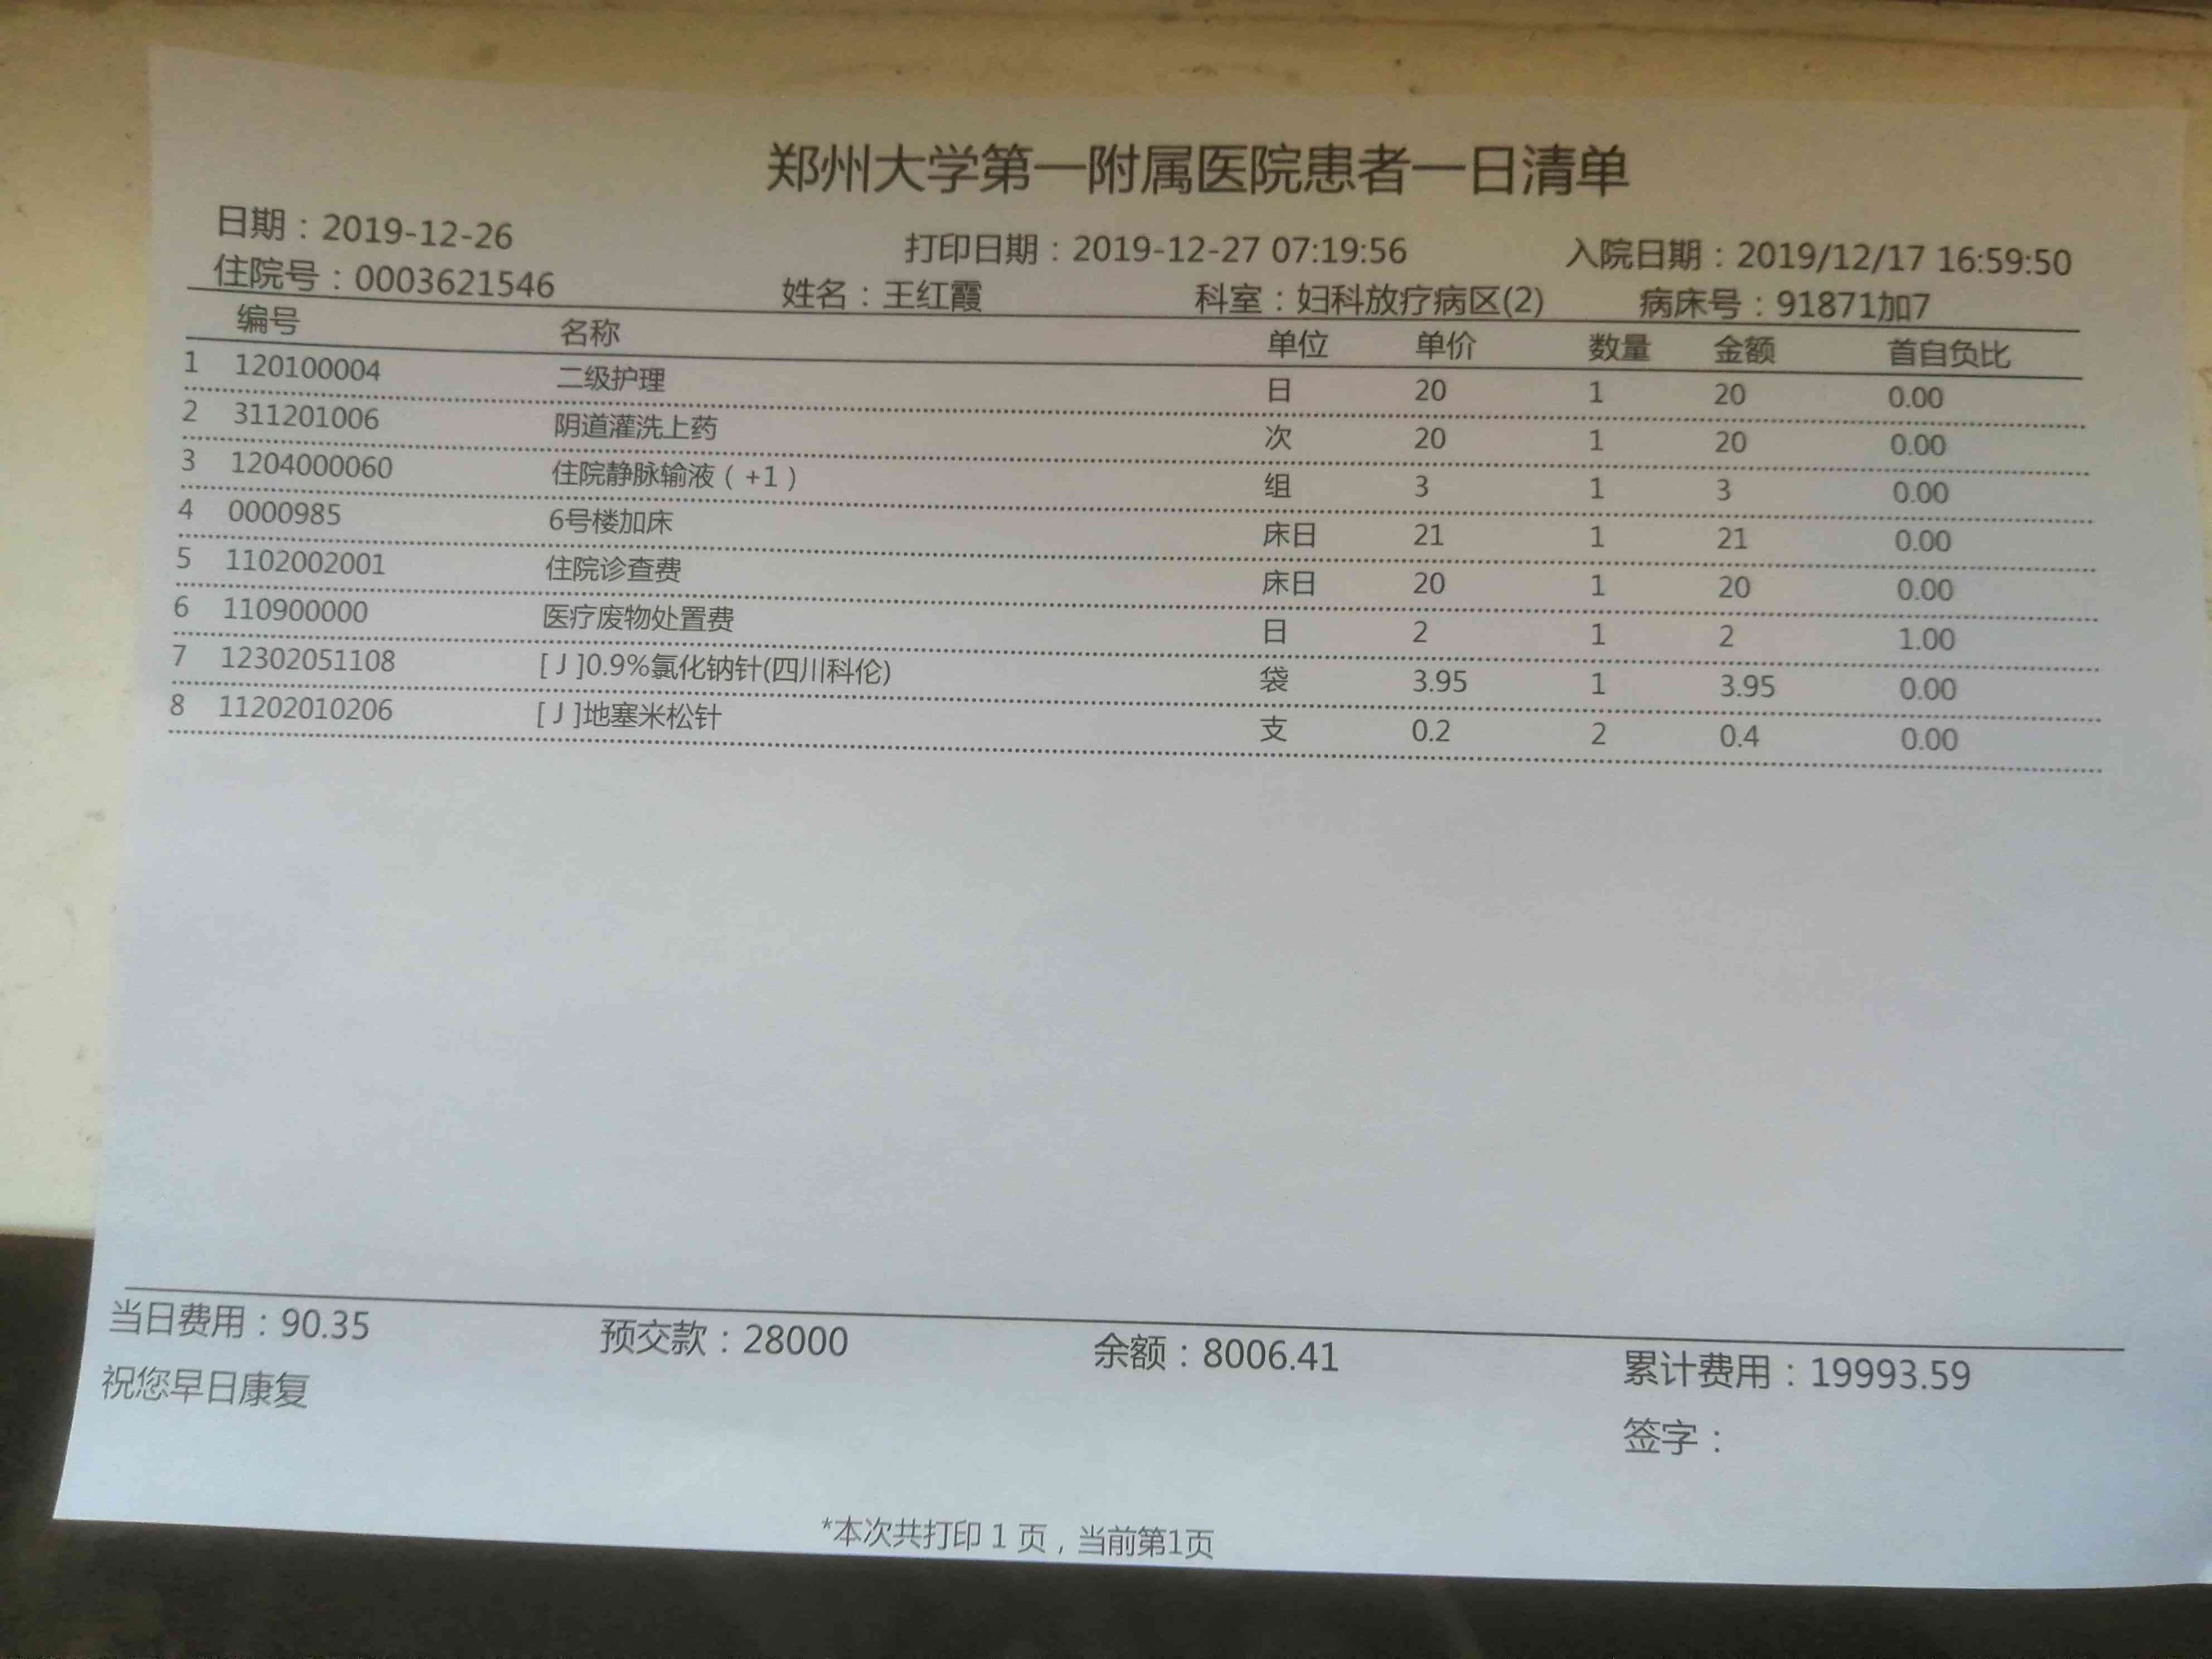 郑州大学第一附属医院患者一日清单
日期：2019-12-26 打印日期：2019-12-27 07:19:56 入院日期：2019/12/17 16:59:50
住院号：0003621546 姓名：王红霞 科室：妇科放疗病区(2) 病床号：91871加7
编号 名称 单位 单价 数量 金额 首自负比
1 120100004 二级护理 日 20 1 20 0.00
2 311201006 阴道灌洗上药 次 20 1 20 0.00
3 1204000060 住院静脉输液（+1） 组 3 1 3 0.00
4 0000985 6号楼加床 床日 21 1 21 0.00
5 1102002001 住院诊查费 床日 20 1 20 0.00
6 110900000 医疗废物处置费 日 2 1 2 1.00
7 12302051108 [J]0.9%氯化钠针(四川科伦) 袋 3.95 1 3.95 0.00
8 11202010206 [J]地塞米松针 支 0.2 2 0.4 0.00
当日费用：90.35 预交款：28000 余额：8006.41 累计费用：19993.59
祝您早日康复 签字：
*本次共打印 1 页，当前第1页